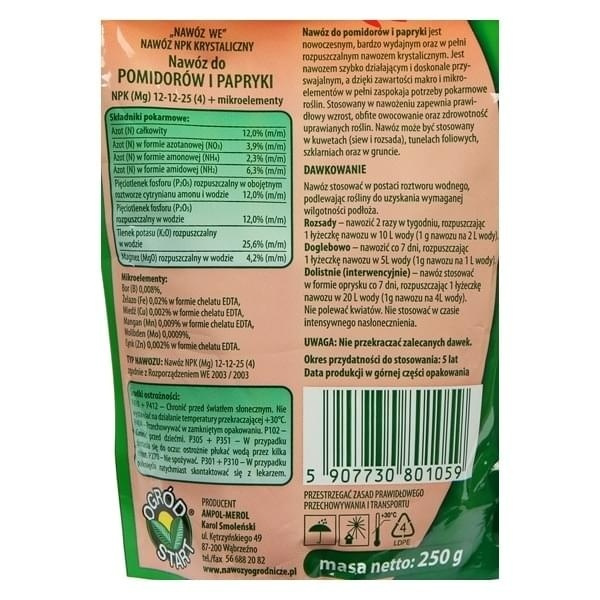 „NAWÓZ WE”
NAWÓZ NPK KRYSTALICZNY
Nawóz do
POMIDORÓW I PAPRYKI
NPK (Mg) 12-12-25 (4) + mikroelementy
Składniki pokarmowe:
Azot (N) całkowity 12,0% (m/m)
Azot (N) w formie azotanowej (NO₃) 3,9% (m/m)
Azot (N) w formie amonowej (NH₄) 2,3% (m/m)
Azot (N) w formie amidowej (NH₂) 6,3% (m/m)
Pięciotlenek fosforu (P₂O₅) rozpuszczalny w obojętnym
roztworze cytrynianu amonu i wodzie 12,0% (m/m)
Pięciotlenek fosforu (P₂O₅)
rozpuszczalny w wodzie 12,0% (m/m)
Tlenek potasu (K₂O) rozpuszczalny
w wodzie 25,6% (m/m)
Magnez (MgO) rozpuszczalny w wodzie 4,2% (m/m)
Mikroelementy:
Bor (B) 0,008%,
Żelazo (Fe) 0,02% w formie chelatu EDTA,
Miedź (Cu) 0,002% w formie chelatu EDTA,
Mangan (Mn) 0,009% w formie chelatu EDTA,
Molibden (Mo) 0,0009%,
Cynk (Zn) 0,002% w formie chelatu EDTA.
TYP NAWOZU: Nawóz NPK (Mg) 12-12-25 (4)
zgodnie z Rozporządzeniem WE 2003 / 2003
Środki ostrożności:
+ P412 – Chronić przed światłem słonecznym. Nie
na działanie temperatury przekraczającej +30°C.
Przechowywać w zamkniętym opakowaniu. P102 –
przed dziećmi. P305 + P351 – W przypadku
się do oczu: ostrożnie płukać wodą przez kilka
P270 – Nie spożywać. P301 + P310 – W przypadku
natychmiast skontaktować się z lekarzem.
OGRÓD
START
®
PRODUCENT
AMPOL-MEROL
Karol Smoleński
ul. Kętrzyńskiego 49
87-200 Wąbrzeźno
tel./fax 56 688 20 82
www.nawozyogrodnicze.pl
Nawóz do pomidorów i papryki jest
nowoczesnym, bardzo wydajnym oraz w pełni
rozpuszczalnym nawozem krystalicznym. Jest
nawozem szybko działającym i doskonale przy-
swajalnym, a dzięki zawartości makro i mikro-
elementów w pełni zaspokaja potrzeby pokarmowe
roślin. Stosowany w nawożeniu zapewnia prawi-
dłowy wzrost, obfite owocowanie oraz zdrowotność
uprawianych roślin. Nawóz może być stosowany
w kuwetach (siew i rozsada), tunelach foliowych,
szklarniach oraz w gruncie.
DAWKOWANIE
Nawóz stosować w postaci roztworu wodnego,
podlewając rośliny do uzyskania wymaganej
wilgotności podłoża.
Rozsady – nawozić 2 razy w tygodniu, rozpuszczając
1 łyżeczkę nawozu w 10 L wody (1 g nawozu na 2 L wody).
Doglebowo – nawozić co 7 dni, rozpuszczając
1 łyżeczkę nawozu w 5L wody (1g nawozu na 1 L wody).
Dolistnie (interwencyjnie) – nawóz stosować
w formie oprysku co 7 dni, rozpuszczając 1 łyżeczkę
nawozu w 20 L wody (1g nawozu na 4L wody).
Nie polewać kwiatów. Nie stosować w czasie
intensywnego nasłonecznienia.
UWAGA: Nie przekraczać zalecanych dawek.
Okres przydatności do stosowania: 5 lat
Data produkcji w górnej części opakowania
5 907730 801059
PRZESTRZEGAĆ ZASAD PRAWIDŁOWEGO
PRZECHOWYWANIA I TRANSPORTU
+30°C
4
LDPE
masa netto: 250 g